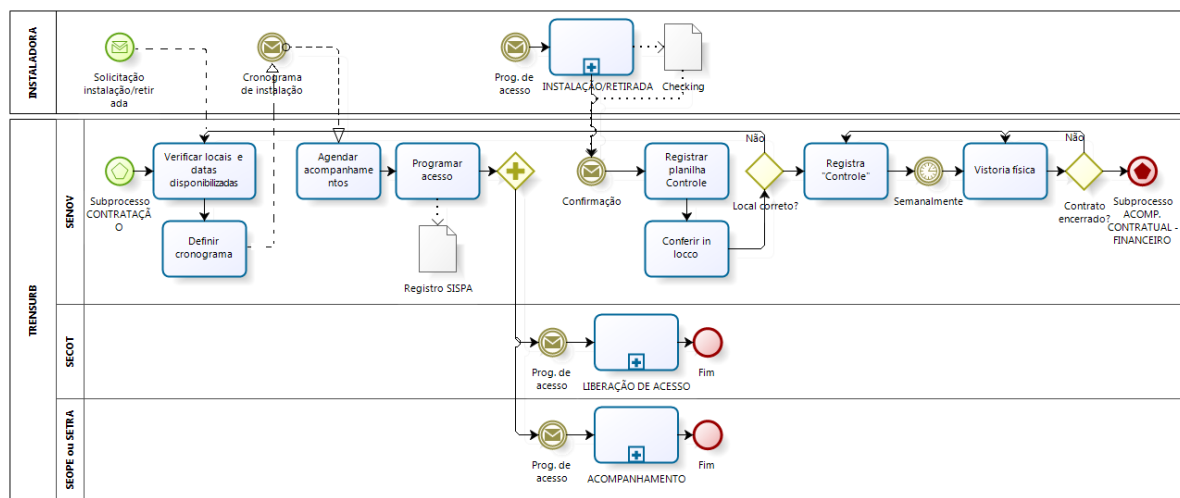 INSTALADORA
Solicitação
instalação/retir
ada
Cronograma
de instalação
Prog. de
acesso
INSTALAÇÃO/RETIRADA
Checking
TRENSURB
SENOV
Subprocesso
CONTRATAÇÃ
O
Verificar locais e
datas
disponibilizadas
Definir
cronograma
Agendar
acompanhame
ntos
Programar
acesso
Registro SISPA
Confirmação
Registrar
planilha
Controle
Conferir in
locco
Não
Local correto?
Registra
"Controle"
Semanalmente
Vistoria física
Não
Contrato
encerrado?
Subprocesso
ACOMP.
CONTRATUAL -
FINANCEIRO
SECOT
Prog. de
acesso
LIBERAÇÃO DE ACESSO
Fim
SEOPE ou SETRA
Prog. de
acesso
ACOMPANHAMENTO
Fim